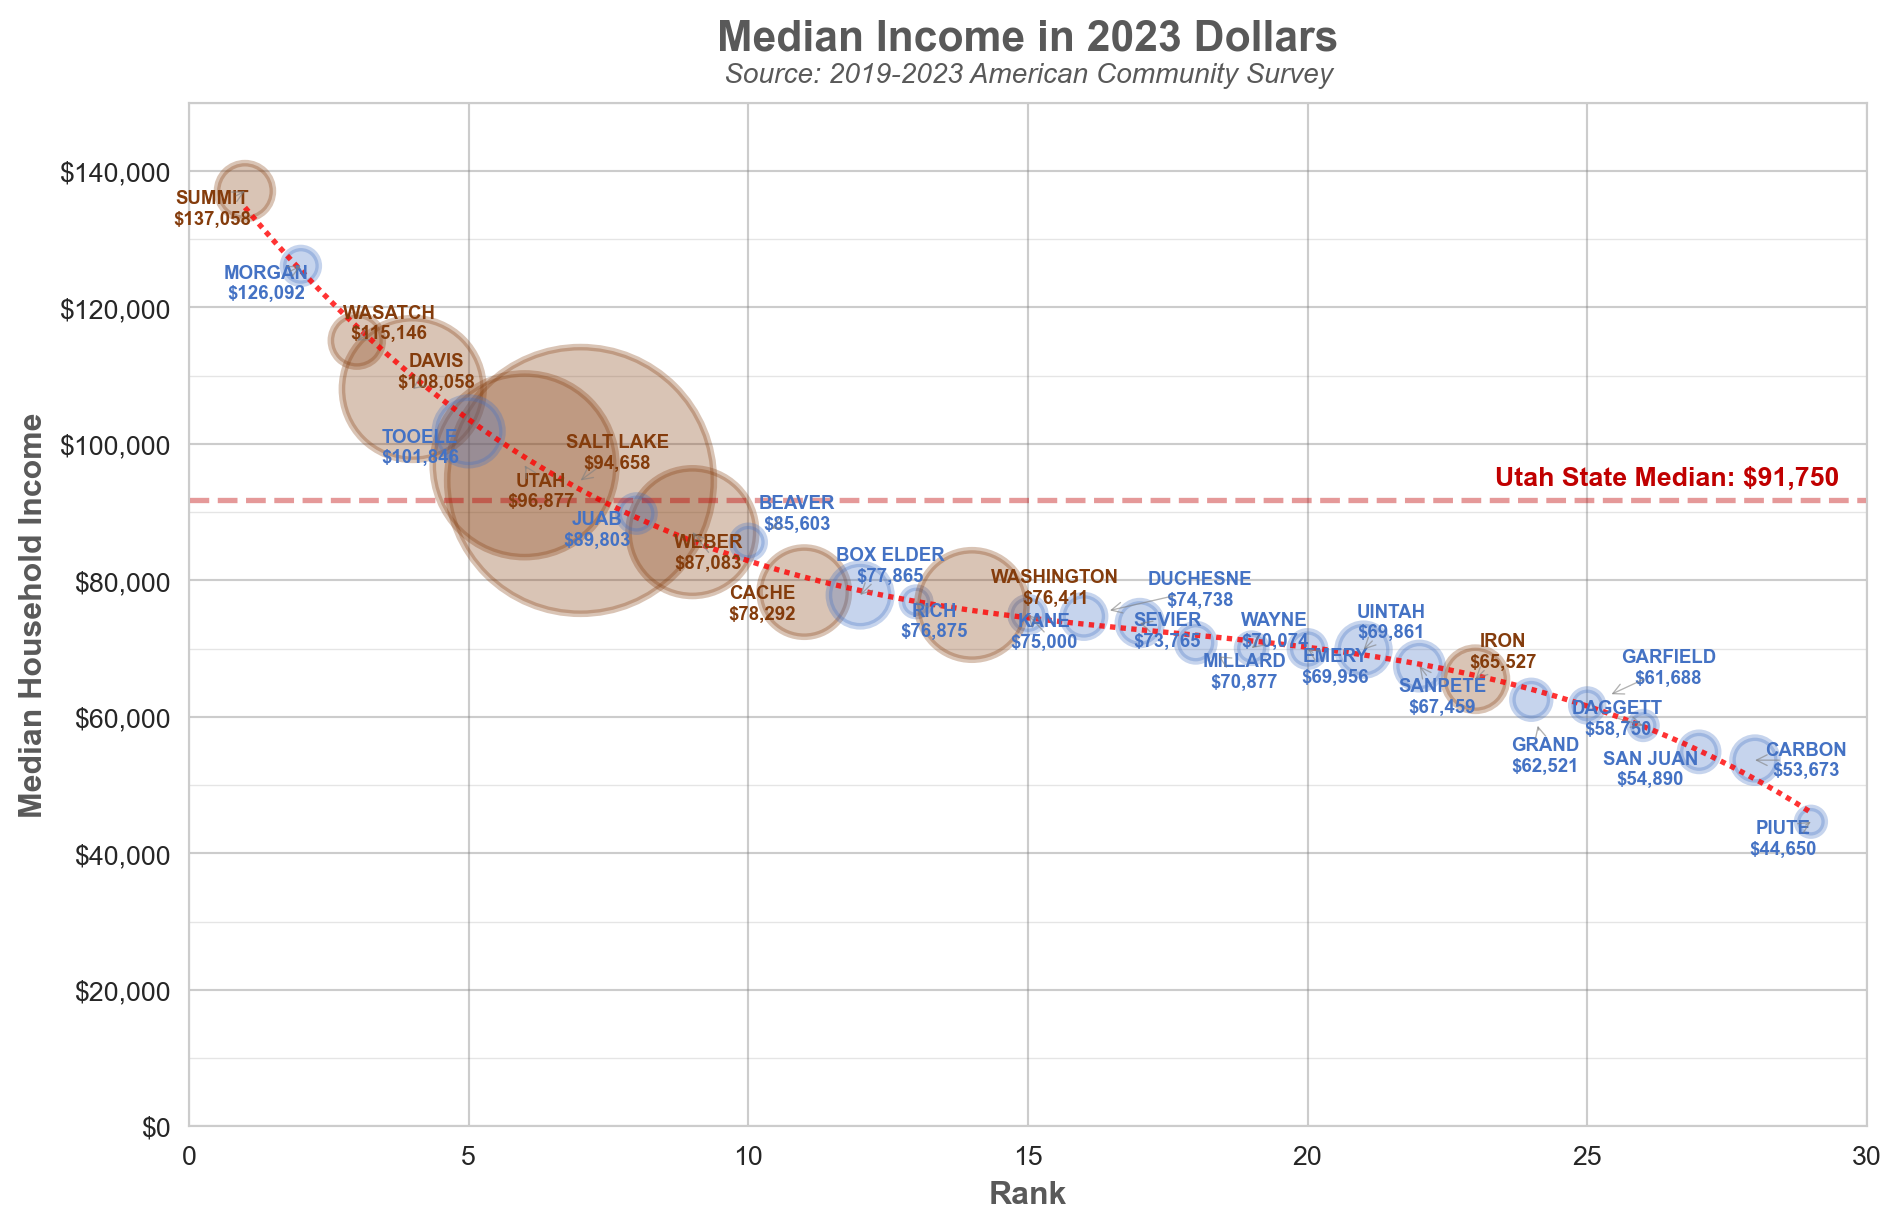 Median Income in 2023 Dollars
Source: 2019-2023 American Community Survey
Median Household Income
$140,000
$120,000
$100,000
$80,000
$60,000
$40,000
$20,000
$0
SUMMIT
$137,058
MORGAN
$126,092
WASATCH
$115,146
DAVIS
$108,058
TOOELE
$101,846
UTAH
$96,877
SALT LAKE
$94,658
JUAB
$89,803
WEBER
$87,083
BEAVER
$85,603
CACHE
$78,292
BOX ELDER
$77,865
RICH
$76,875
WASHINGTON
$76,411
KANE
$75,000
DUCHESNE
$74,738
SEVIER
$73,765
MILLARD
$70,877
WAYNE
$70,074
EMERY
$69,956
UINTAH
$69,861
SANPETE
$67,459
IRON
$65,527
GRAND
$62,521
GARFIELD
$61,688
DAGGETT
$58,750
SAN JUAN
$54,890
CARBON
$53,673
PIUTE
$44,650
Utah State Median: $91,750
0
5
10
15
20
25
30
Rank